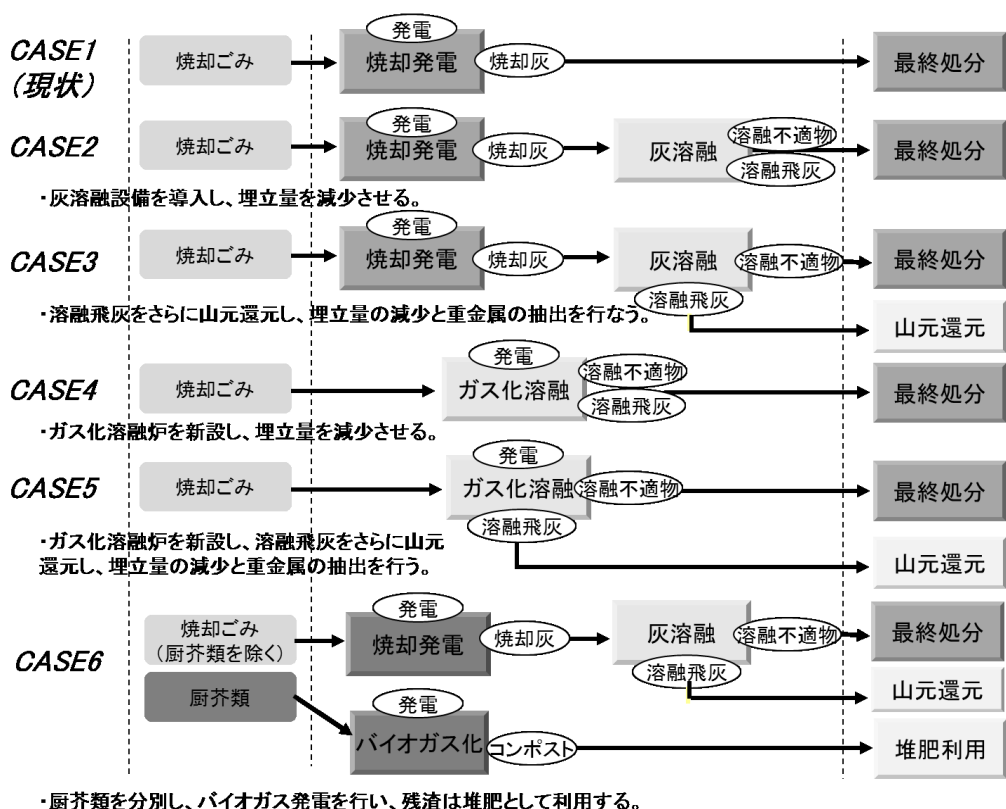 CASE1
(現状)
焼却ごみ
発電
焼却発電
焼却灰
最終処分
CASE2
焼却ごみ
発電
焼却発電
焼却灰
灰溶融
溶融不適物
溶融飛灰
最終処分
・灰溶融設備を導入し、埋立量を減少させる。
CASE3
焼却ごみ
発電
焼却発電
焼却灰
灰溶融
溶融不適物
最終処分
溶融飛灰
・溶融飛灰をさらに山元還元し、埋立量の減少と重金属の抽出を行なう。
山元還元
CASE4
焼却ごみ
発電
ガス化溶融
溶融不適物
溶融飛灰
最終処分
・ガス化溶融炉を新設し、埋立量を減少させる。
CASE5
焼却ごみ
発電
ガス化溶融
溶融不適物
最終処分
溶融飛灰
・ガス化溶融炉を新設し、溶融飛灰をさらに山元
還元し、埋立量の減少と重金属の抽出を行う。
山元還元
CASE6
焼却ごみ
(厨芥類を除く)
発電
焼却発電
焼却灰
灰溶融
溶融不適物
最終処分
溶融飛灰
山元還元
厨芥類
発電
バイオガス化
コンポスト
堆肥利用
・厨芥類を分別し、バイオガス発電を行い、残渣は堆肥として利用する。